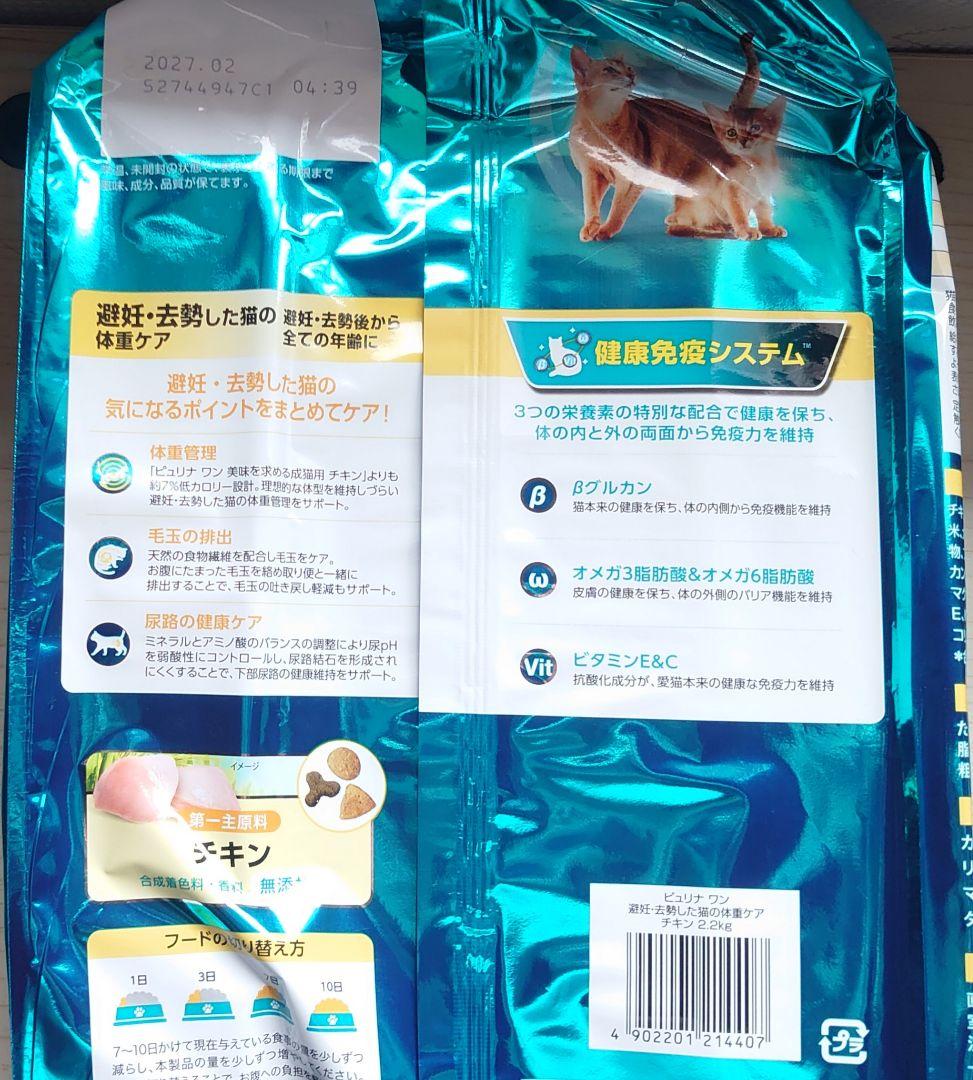 2027.02
S2744947C1 04:39
未開封の状態で
風味、成分、品質が保てます。
避妊・去勢した猫の
体重ケア
避妊・去勢後から
全ての年齢に
避妊・去勢した猫の
気になるポイントをまとめてケア！
体重管理
「ピュリナ ワン 美味を求める成猫用 チキン」よりも
約7%低カロリー設計。理想的な体型を維持しづらい
避妊・去勢した猫の体重管理をサポート。
毛玉の排出
天然の食物繊維を配合し毛玉をケア。
お腹にたまった毛玉を絡め取り便と一緒に
排出することで、毛玉の吐き戻し軽減もサポート。
尿路の健康ケア
ミネラルとアミノ酸のバランスの調整により尿pH
を弱酸性にコントロールし、尿路結石を形成され
にくくすることで、下部尿路の健康維持をサポート。
イメージ
第一主原料
チキン
合成着色料・香料 無添
フードの切り替え方
1日
3日
7日
10日
7〜10日かけて現在与えている食事の量を少しずつ
減らし、本製品の量を少しずつ増やしてください。
お腹への負担を
健康免疫システム™
3つの栄養素の特別な配合で健康を保ち、
体の内と外の両面から免疫力を維持
β
βグルカン
猫本来の健康を保ち、体の内側から免疫機能を維持
ω
オメガ3脂肪酸&オメガ6脂肪酸
皮膚の健康を保ち、体の外側のバリア機能を維持
Vit
ビタミンE&C
抗酸化成分が、愛猫本来の健康な免疫力を維持
ピュリナ ワン
避妊・去勢した猫の体重ケア
チキン 2.2kg
4 902201 214407
プラ